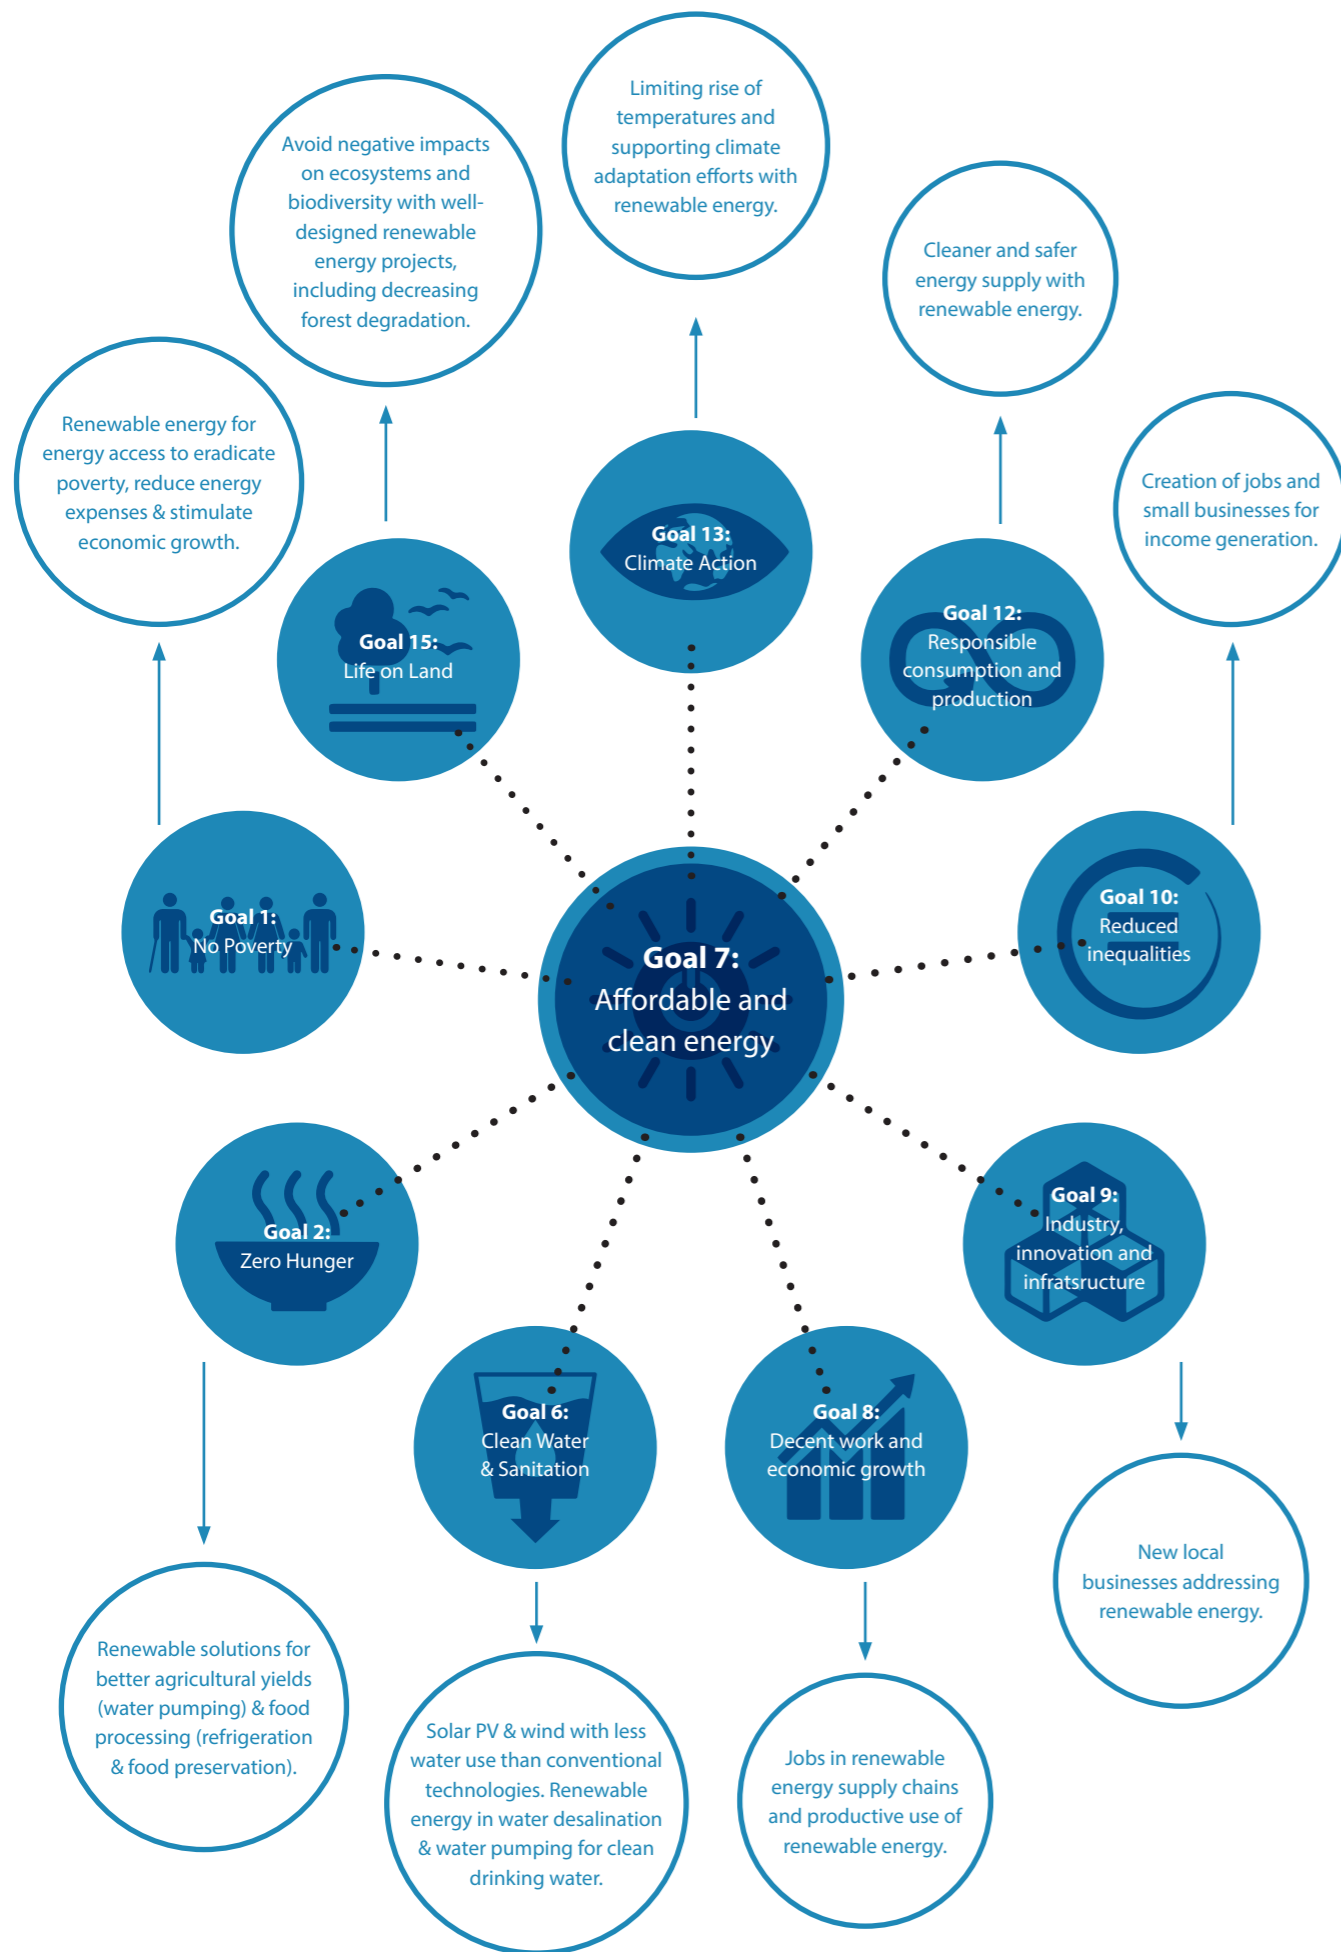 Limiting rise of
temperatures and
supporting climate
adaptation efforts with
renewable energy.
Avoid negative impacts
on ecosystems and
biodiversity with well-
designed renewable
energy projects,
including decreasing
forest degradation.
Cleaner and safer
energy supply with
renewable energy.
Renewable energy for
energy access to eradicate
poverty, reduce energy
expenses & stimulate
economic growth.
Creation of jobs and
small businesses for
income generation.
Goal 13:
Climate Action
Goal 15:
Life on Land
Goal 12:
Responsible
consumption and
production
Goal 1:
No Poverty
Goal 10:
Reduced
inequalities
Goal 7:
Affordable and
clean energy
Goal 2:
Zero Hunger
Goal 9:
Industry,
innovation and
infratsructure
Goal 6:
Clean Water
& Sanitation
Goal 8:
Decent work and
economic growth
New local
businesses addressing
renewable energy.
Renewable solutions for
better agricultural yields
(water pumping) & food
processing (refrigeration
& food preservation).
Solar PV & wind with less
water use than conventional
technologies. Renewable
energy in water desalination
& water pumping for clean
drinking water.
Jobs in renewable
energy supply chains
and productive use of
renewable energy.